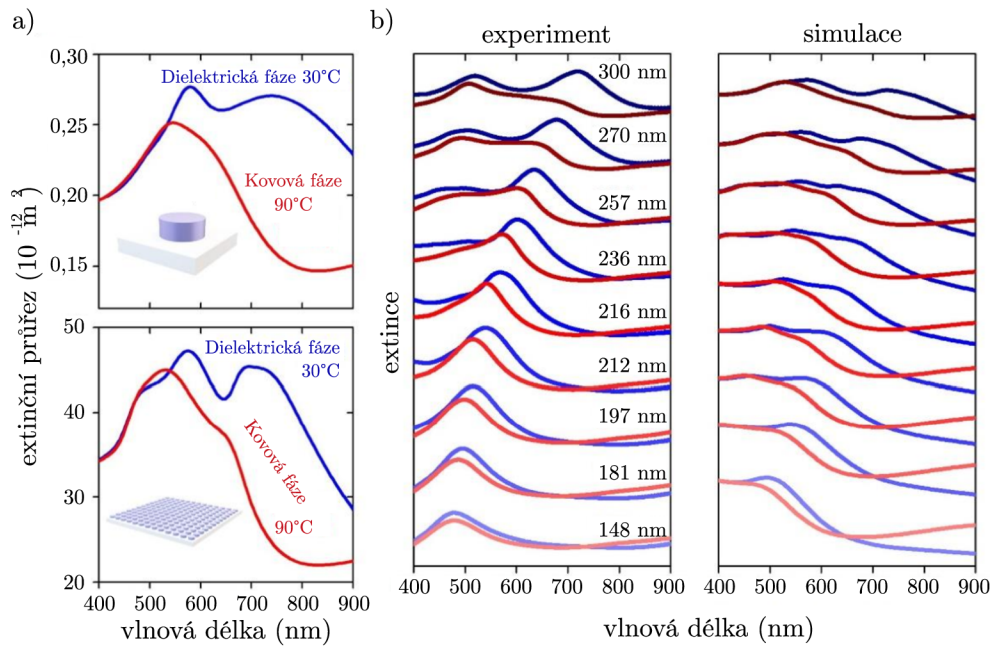 a)
0,30
0,25
0,20
0,15
Dielektrická fáze 30°C
Kovová fáze
90°C
50
40
30
20
Dielektrická fáze
30°C
Kovová fáze
90°C
400 500 600 700 800 900
vlnová délka (nm)
extinční průřez (10 -12 m 2)
b)
experiment
simulace
300 nm
270 nm
257 nm
236 nm
216 nm
212 nm
197 nm
181 nm
148 nm
extince
400 500 600 700 800 900
400 500 600 700 800 900
vlnová délka (nm)